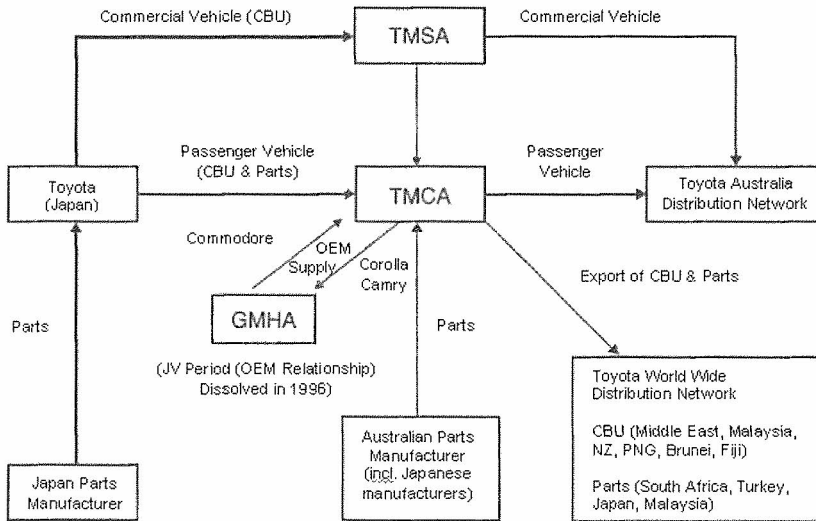 Commercial Vehicle (CBU)
TMSA
Commercial Vehicle
Passenger Vehicle
(CBU & Parts)
Passenger
Vehicle
Toyota
(Japan)
TMCA
Toyota Australia
Distribution Network
Commodore
OEM
Supply
Corolla
Camry
Export of CBU & Parts
GMHA
Parts
Parts
(JV Period (OEM Relationship)
Dissolved in 1996)
Toyota World Wide
Distribution Network
CBU (Middle East, Malaysia,
NZ, PNG, Brunei, Fiji)
Parts (South Africa, Turkey,
Japan, Malaysia)
Australian Parts
Manufacturer
(incl. Japanese
manufacturers)
Japan Parts
Manufacturer